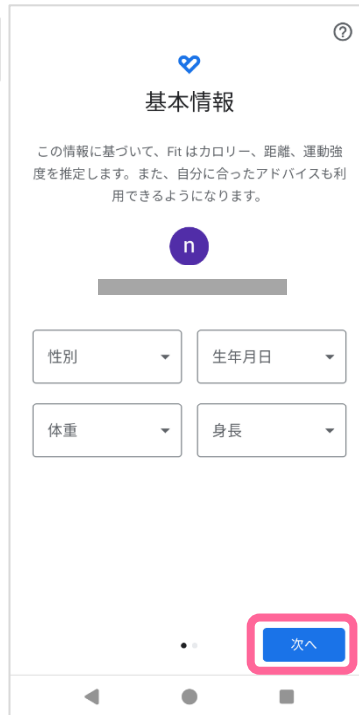 基本情報
この情報に基づいて、Fit はカロリー、距離、運動強
度を推定します。また、自分に合ったアドバイスも利
用できるようになります。
n
性別
生年月日
体重
身長
次へ